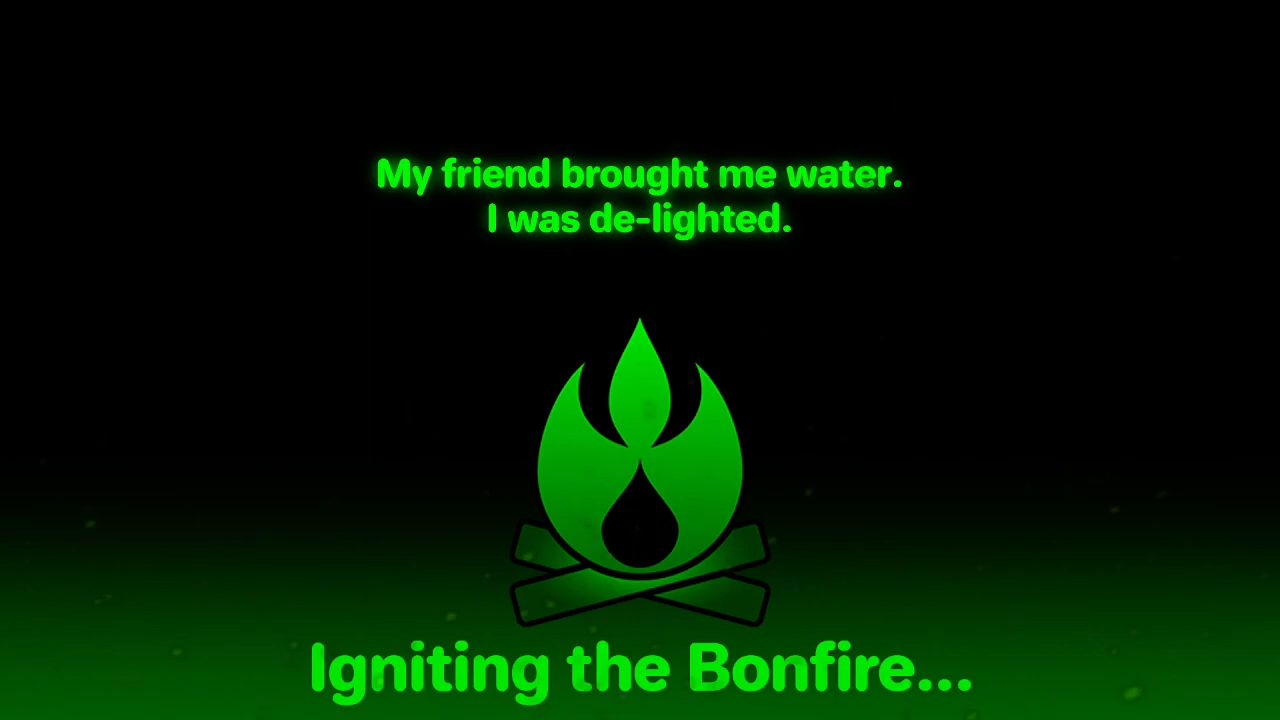 My friend brought me water.
I was de-lighted.
Igniting the Bonfire...